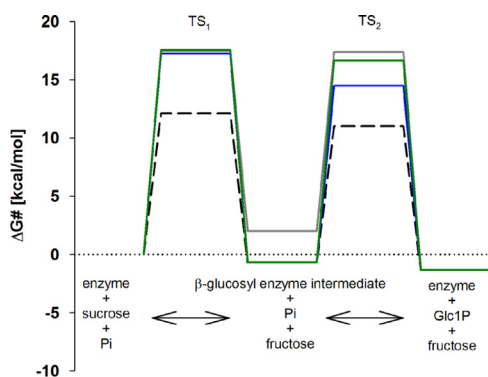 TS₁ TS₂
20
15
10
5
0
-5
-10
ΔG# [kcal/mol]
enzyme β-glucosyl enzyme intermediate enzyme
+ + +
sucrose Pi Glc1P
+ + +
Pi fructose fructose